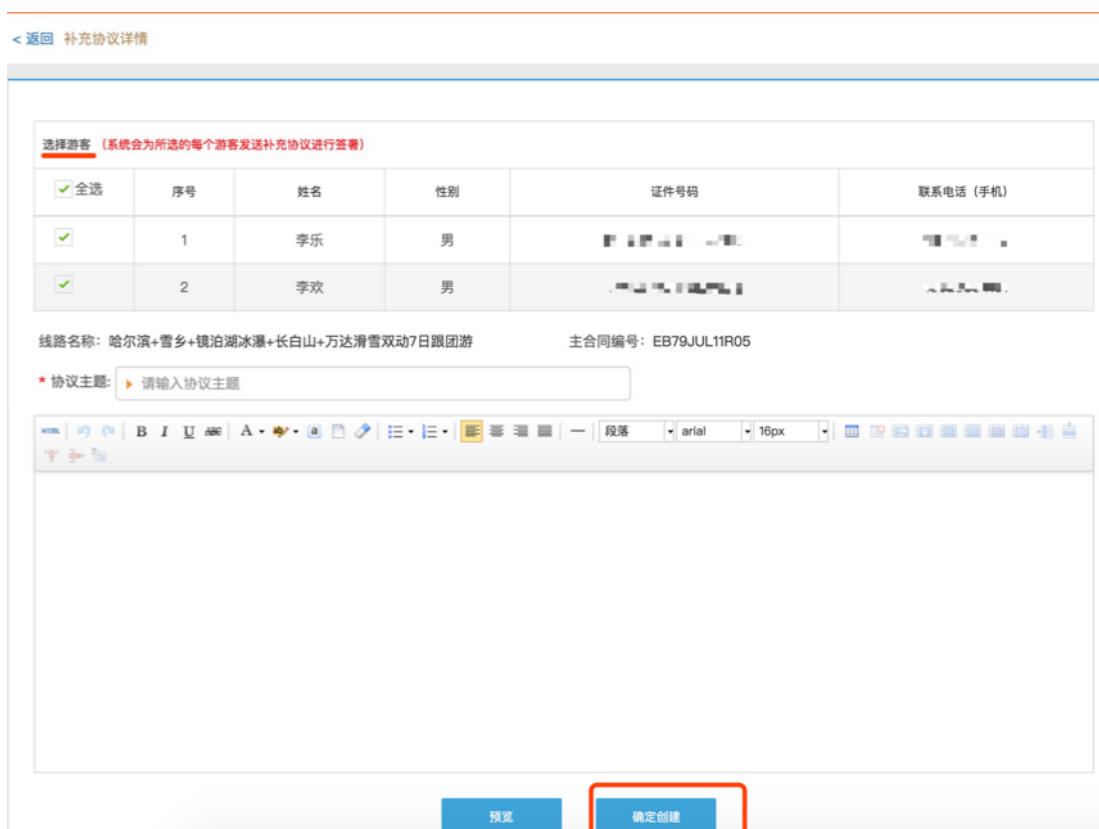 < 返回 补充协议详情
选择游客 (系统会为所选的每个游客发送补充协议进行签署)
全选 序号 姓名 性别 证件号码 联系电话 (手机)
1 李乐 男
2 李欢 男
线路名称: 哈尔滨+雪乡+镜泊湖冰瀑+长白山+万达滑雪双动7日跟团游 主合同编号: EB79JUL11R05
* 协议主题: 请输入协议主题
HTML B I U ABC A ab a 段落 arial 16px
预览 确定创建